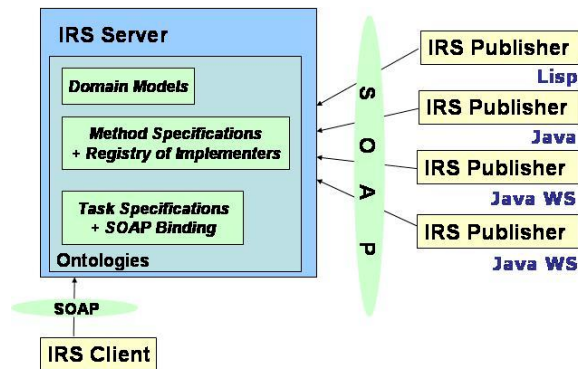 IRS Server
Domain Models
Method Specifications
+ Registry of Implementers
Task Specifications
+ SOAP Binding
Ontologies
SOAP
IRS Client
S
O
A
P
IRS Publisher
Lisp
IRS Publisher
Java
IRS Publisher
Java WS
IRS Publisher
Java WS